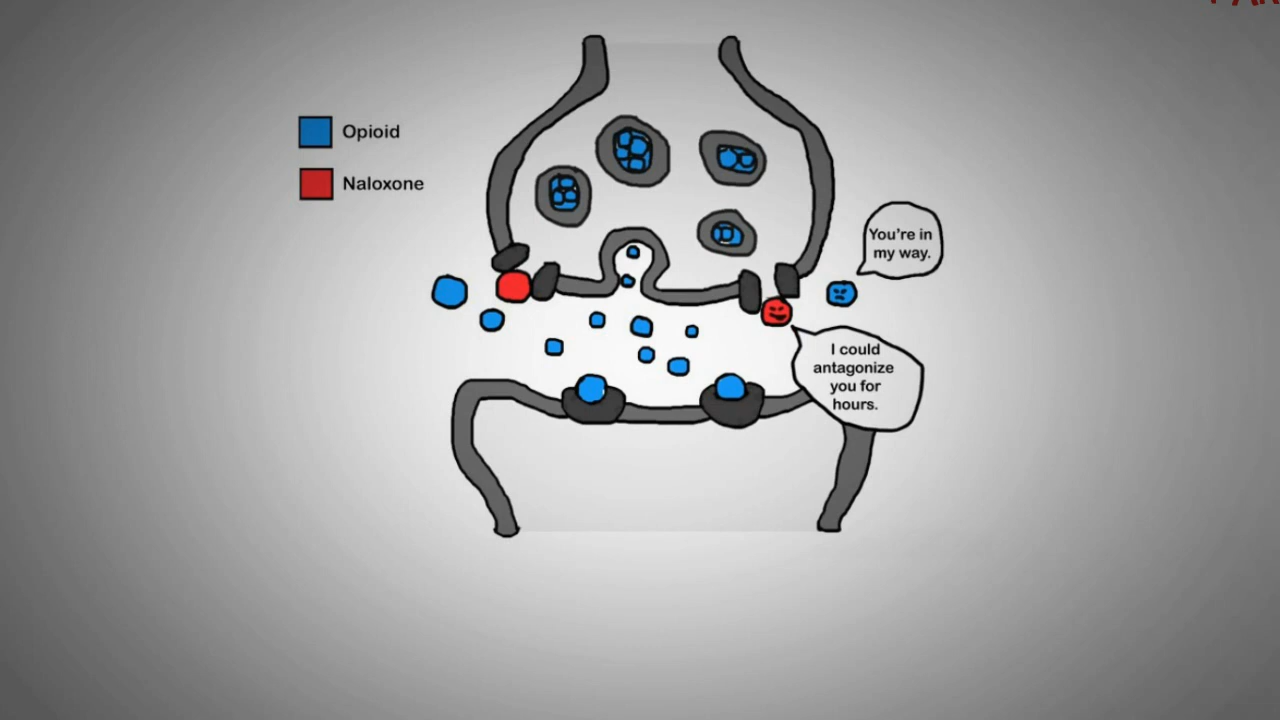 Opioid
Naloxone
You're in
my way.
I could
antagonize
you for
hours.